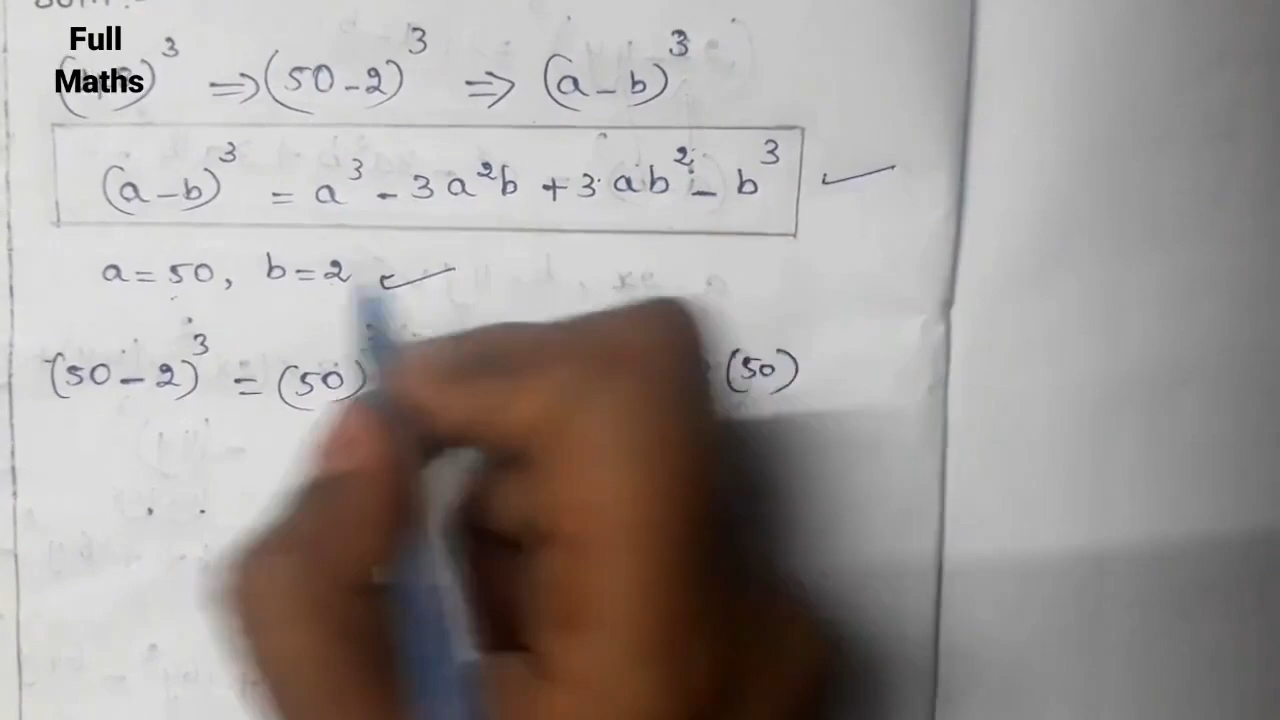 Full
Maths
( )³ ⇒ (50 - 2)³ ⇒ (a - b)³
(a - b)³ = a³ - 3a²b + 3ab² - b³
a = 50, b = 2
(50 - 2)³ = (50) (50)